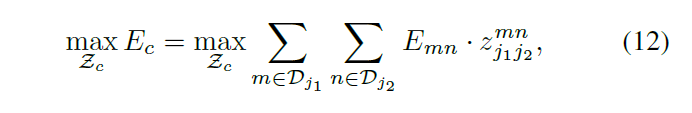 \max_{\mathcal{Z}_c} E_c = \max_{\mathcal{Z}_c} \sum_{m \in \mathcal{D}_{j_1}} \sum_{n \in \mathcal{D}_{j_2}} E_{mn} \cdot z_{j_1 j_2}^{mn}, (12)